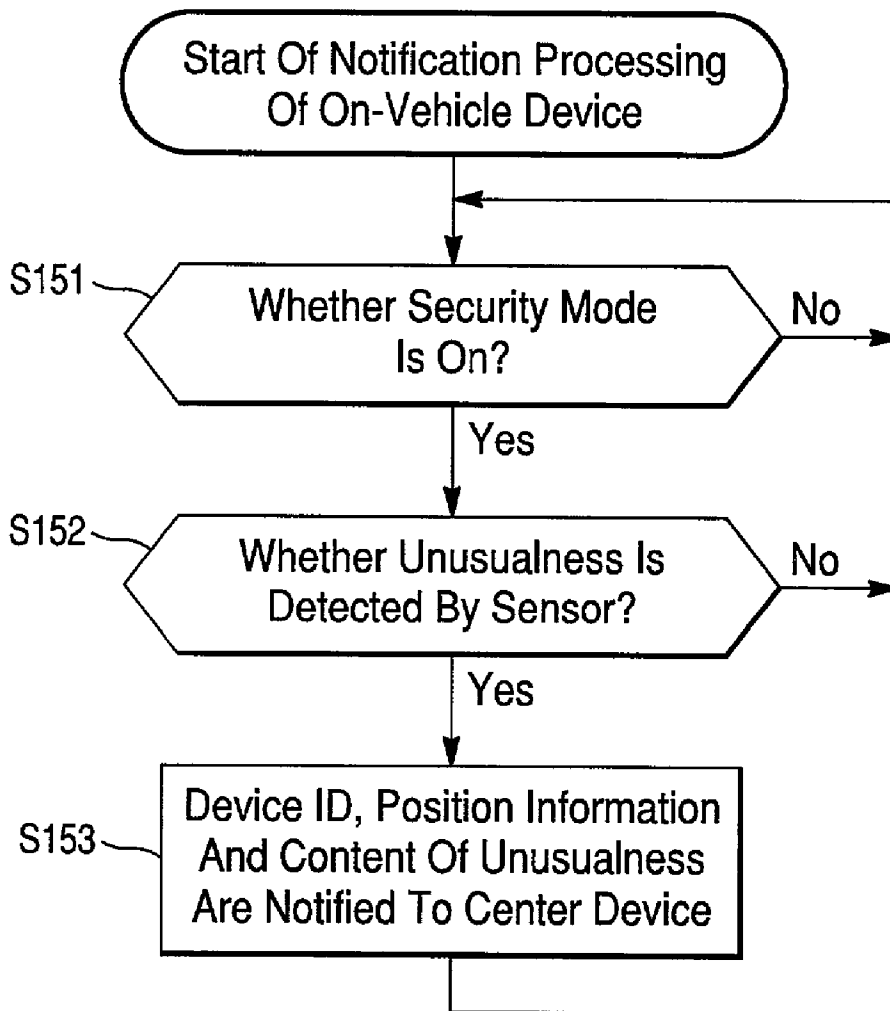 Start Of Notification Processing
Of On-Vehicle Device
S151
Whether Security Mode
Is On?
No
Yes
S152
Whether Unusualness Is
Detected By Sensor?
No
Yes
S153
Device ID, Position Information
And Content Of Unusualness
Are Notified To Center Device